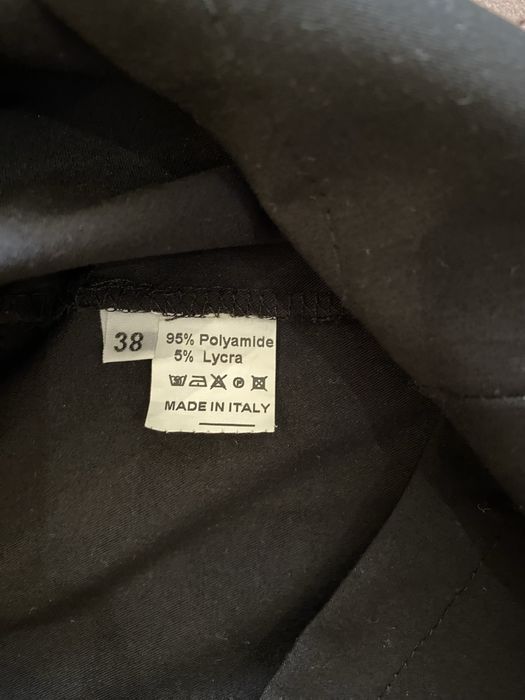 38
95% Polyamide
5% Lycra
MADE IN ITALY